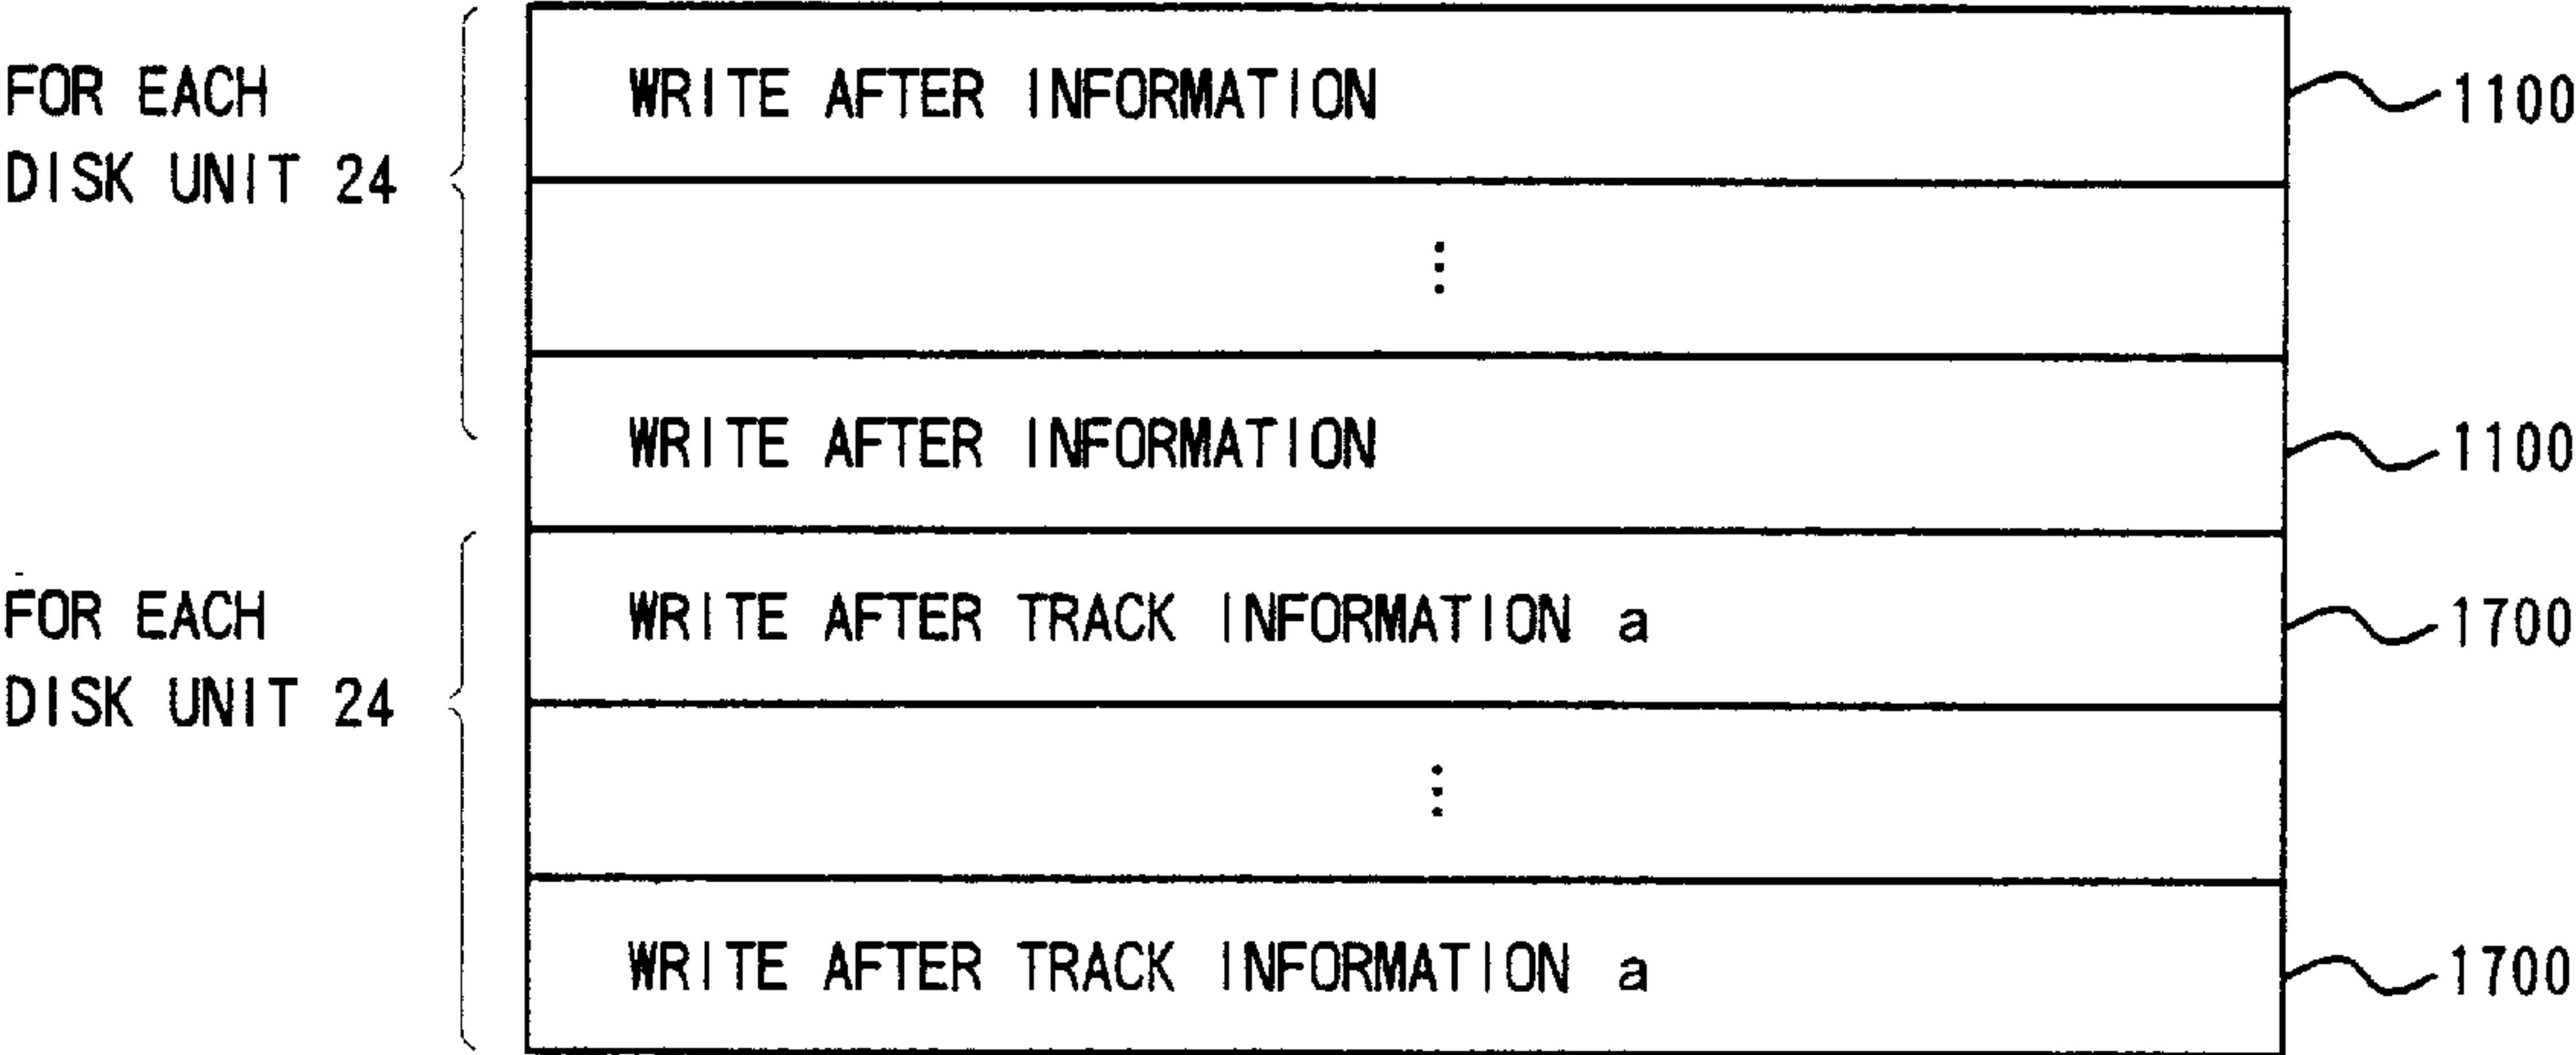 FOR EACH
DISK UNIT 24
WRITE AFTER INFORMATION
1100
⋮
WRITE AFTER INFORMATION
1100
FOR EACH
DISK UNIT 24
WRITE AFTER TRACK INFORMATION a
1700
⋮
WRITE AFTER TRACK INFORMATION a
1700